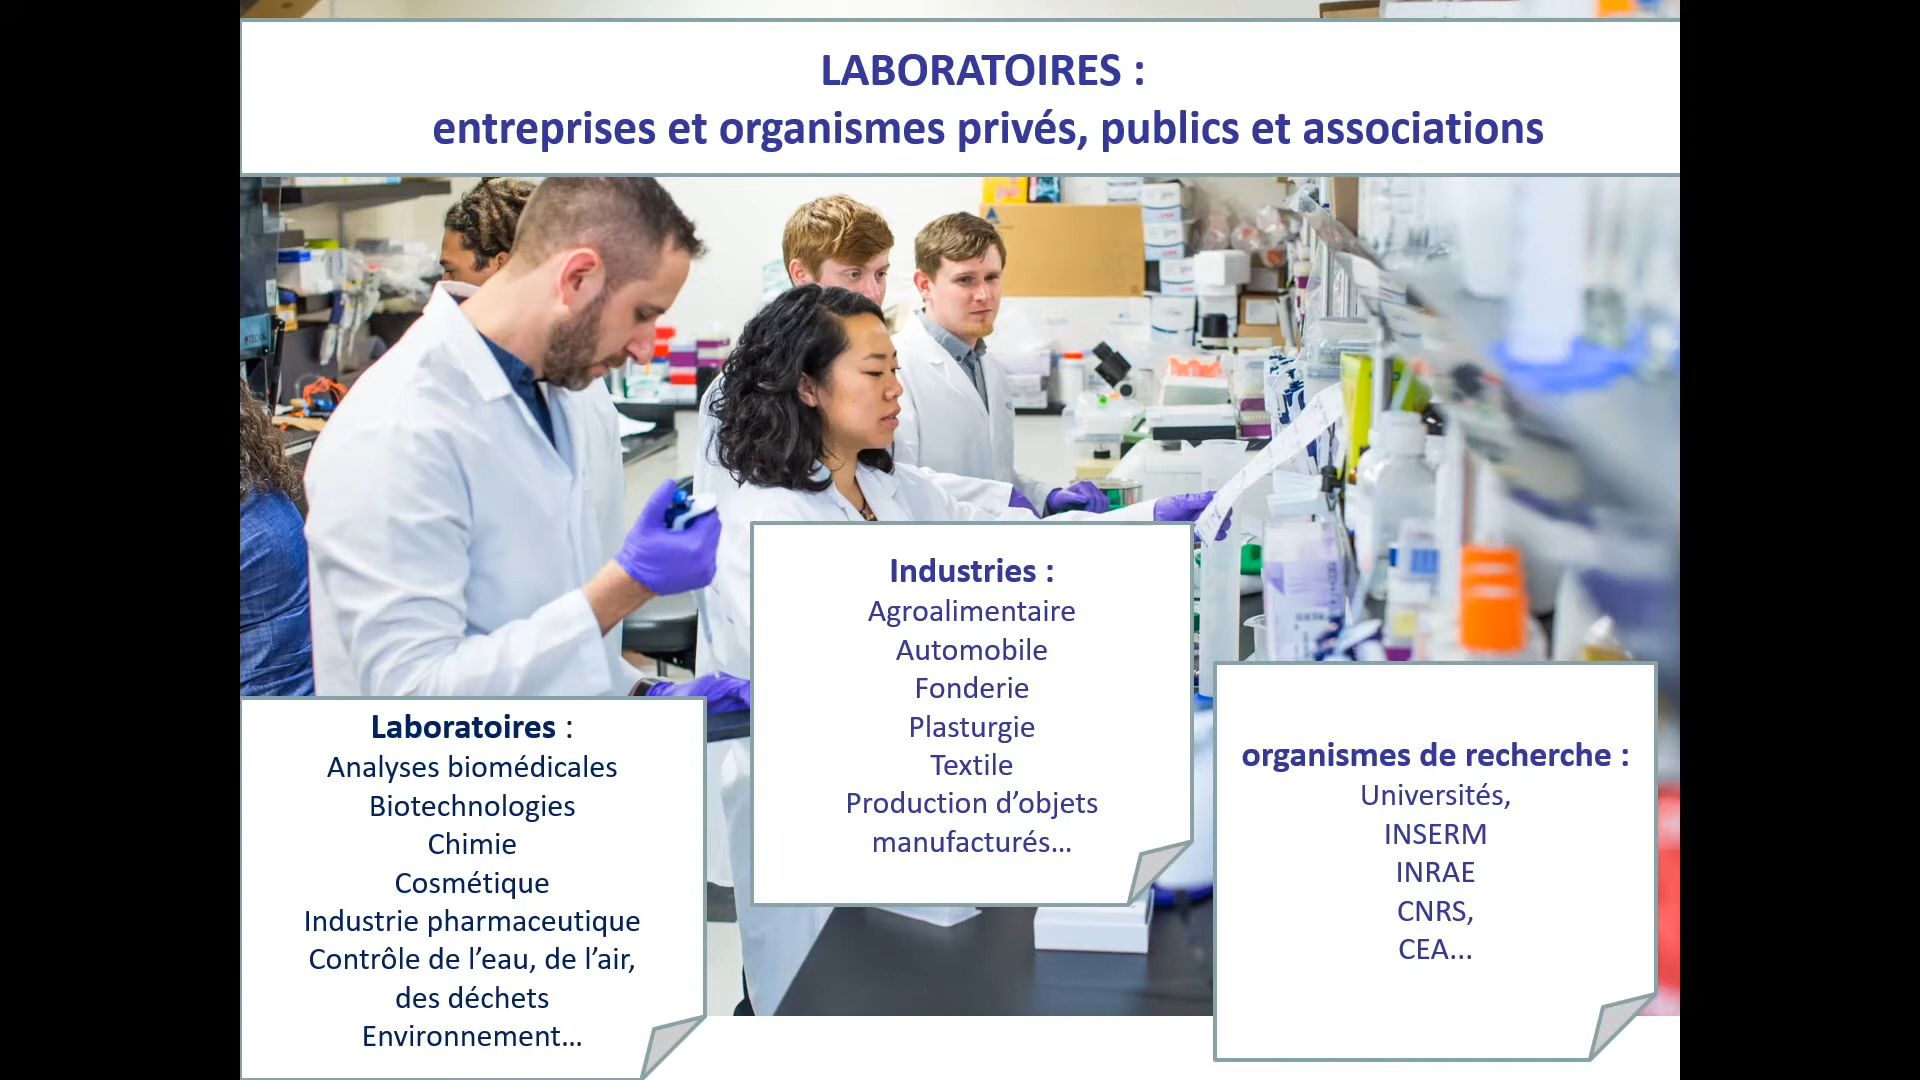 LABORATOIRES :
entreprises et organismes privés, publics et associations
Laboratoires :
Analyses biomédicales
Biotechnologies
Chimie
Cosmétique
Industrie pharmaceutique
Contrôle de l’eau, de l’air,
des déchets
Environnement…
Industries :
Agroalimentaire
Automobile
Fonderie
Plasturgie
Textile
Production d’objets
manufacturés…
organismes de recherche :
Universités,
INSERM
INRAE
CNRS,
CEA…